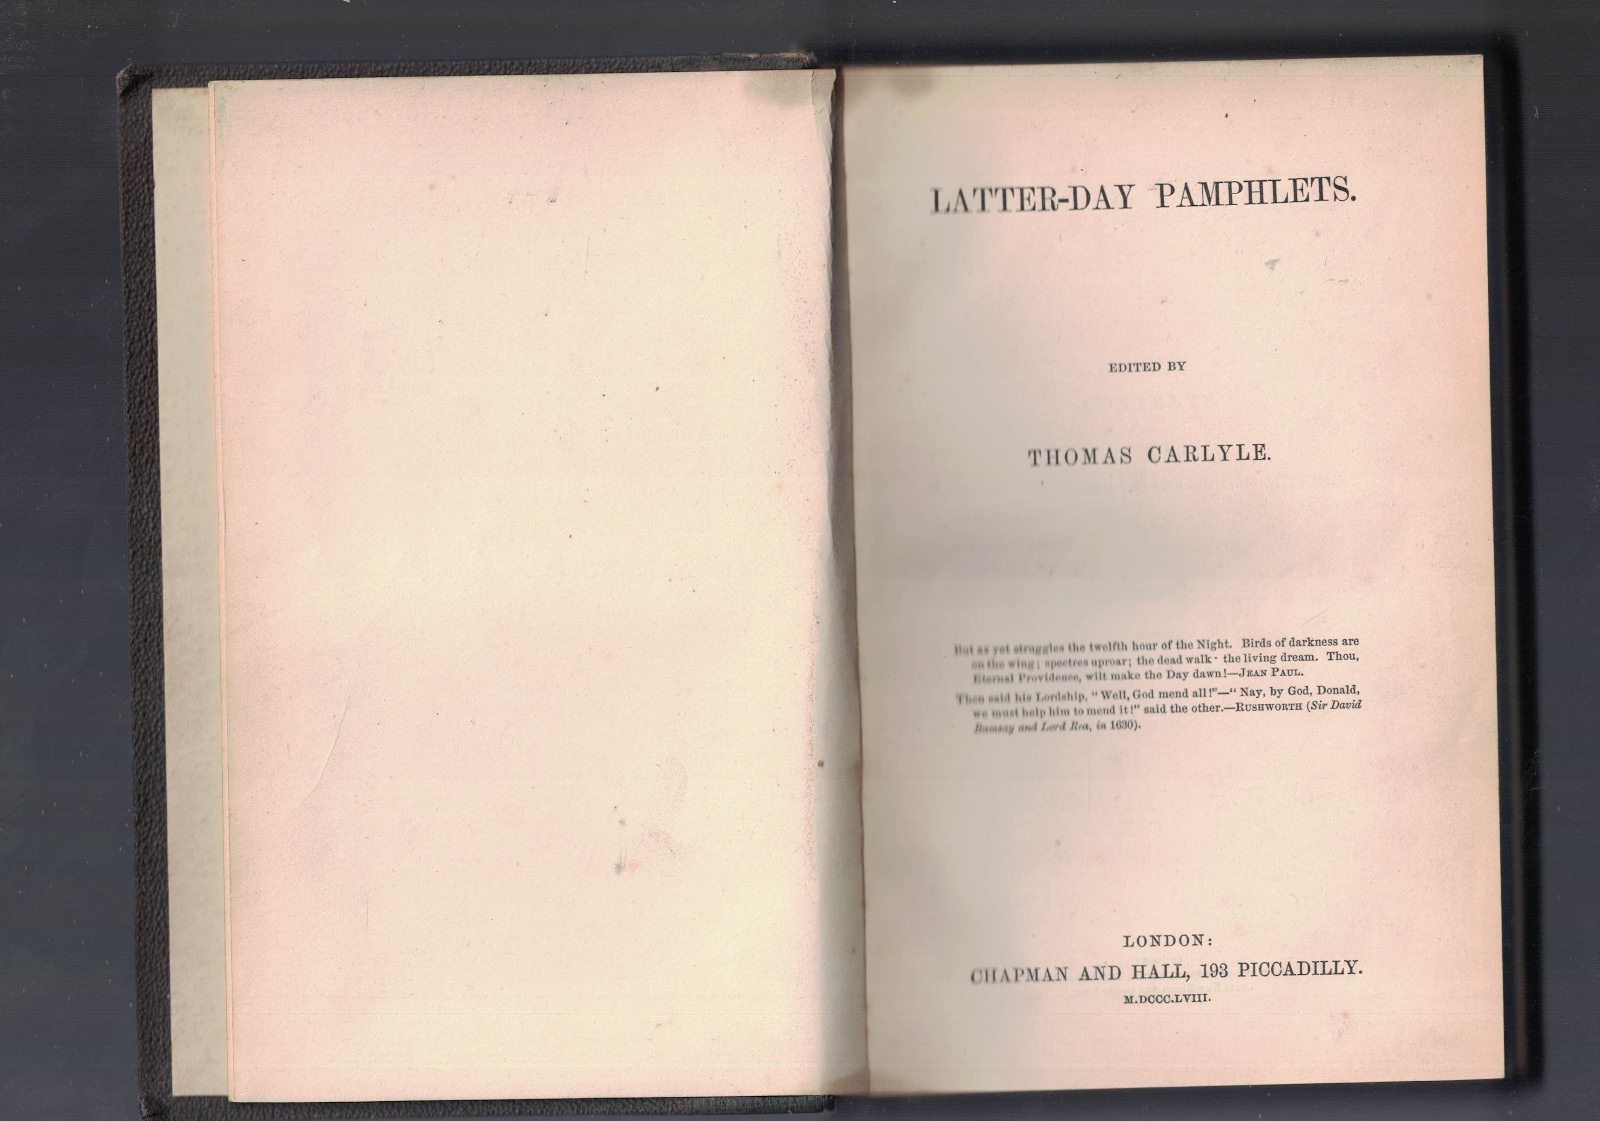 LATTER-DAY PAMPHLETS.
EDITED BY
THOMAS CARLYLE.
But as yet struggles the twelfth hour of the Night. Birds of darkness are
on the wing; spectres uproar; the dead walk; the living dream. Thou,
Eternal Providence, wilt make the Day dawn!—JEAN PAUL.
Then said his Lordship, "Well, God mend all!"—"Nay, by God, Donald,
we must help him to mend it!" said the other.—RUSHWORTH (Sir David
Ramsay and Lord Rea, in 1630).
LONDON:
CHAPMAN AND HALL, 193 PICCADILLY.
M.DCCC.LVIII.